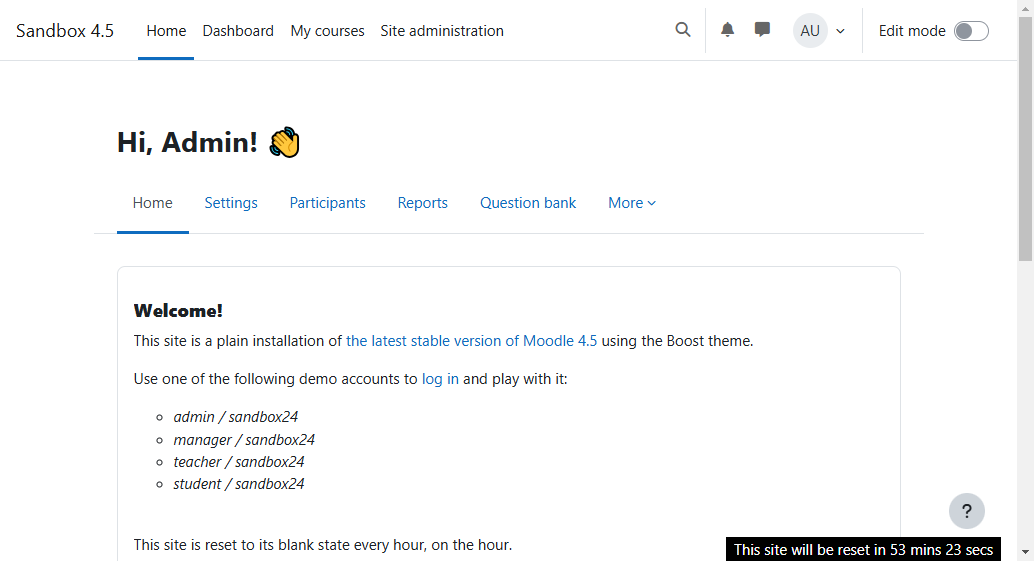 Sandbox 4.5 Home Dashboard My courses Site administration AU Edit mode
Hi, Admin!
Home Settings Participants Reports Question bank More
Welcome!
This site is a plain installation of the latest stable version of Moodle 4.5 using the Boost theme.
Use one of the following demo accounts to log in and play with it:
admin / sandbox24
manager / sandbox24
teacher / sandbox24
student / sandbox24
?
This site is reset to its blank state every hour, on the hour.
This site will be reset in 53 mins 23 secs